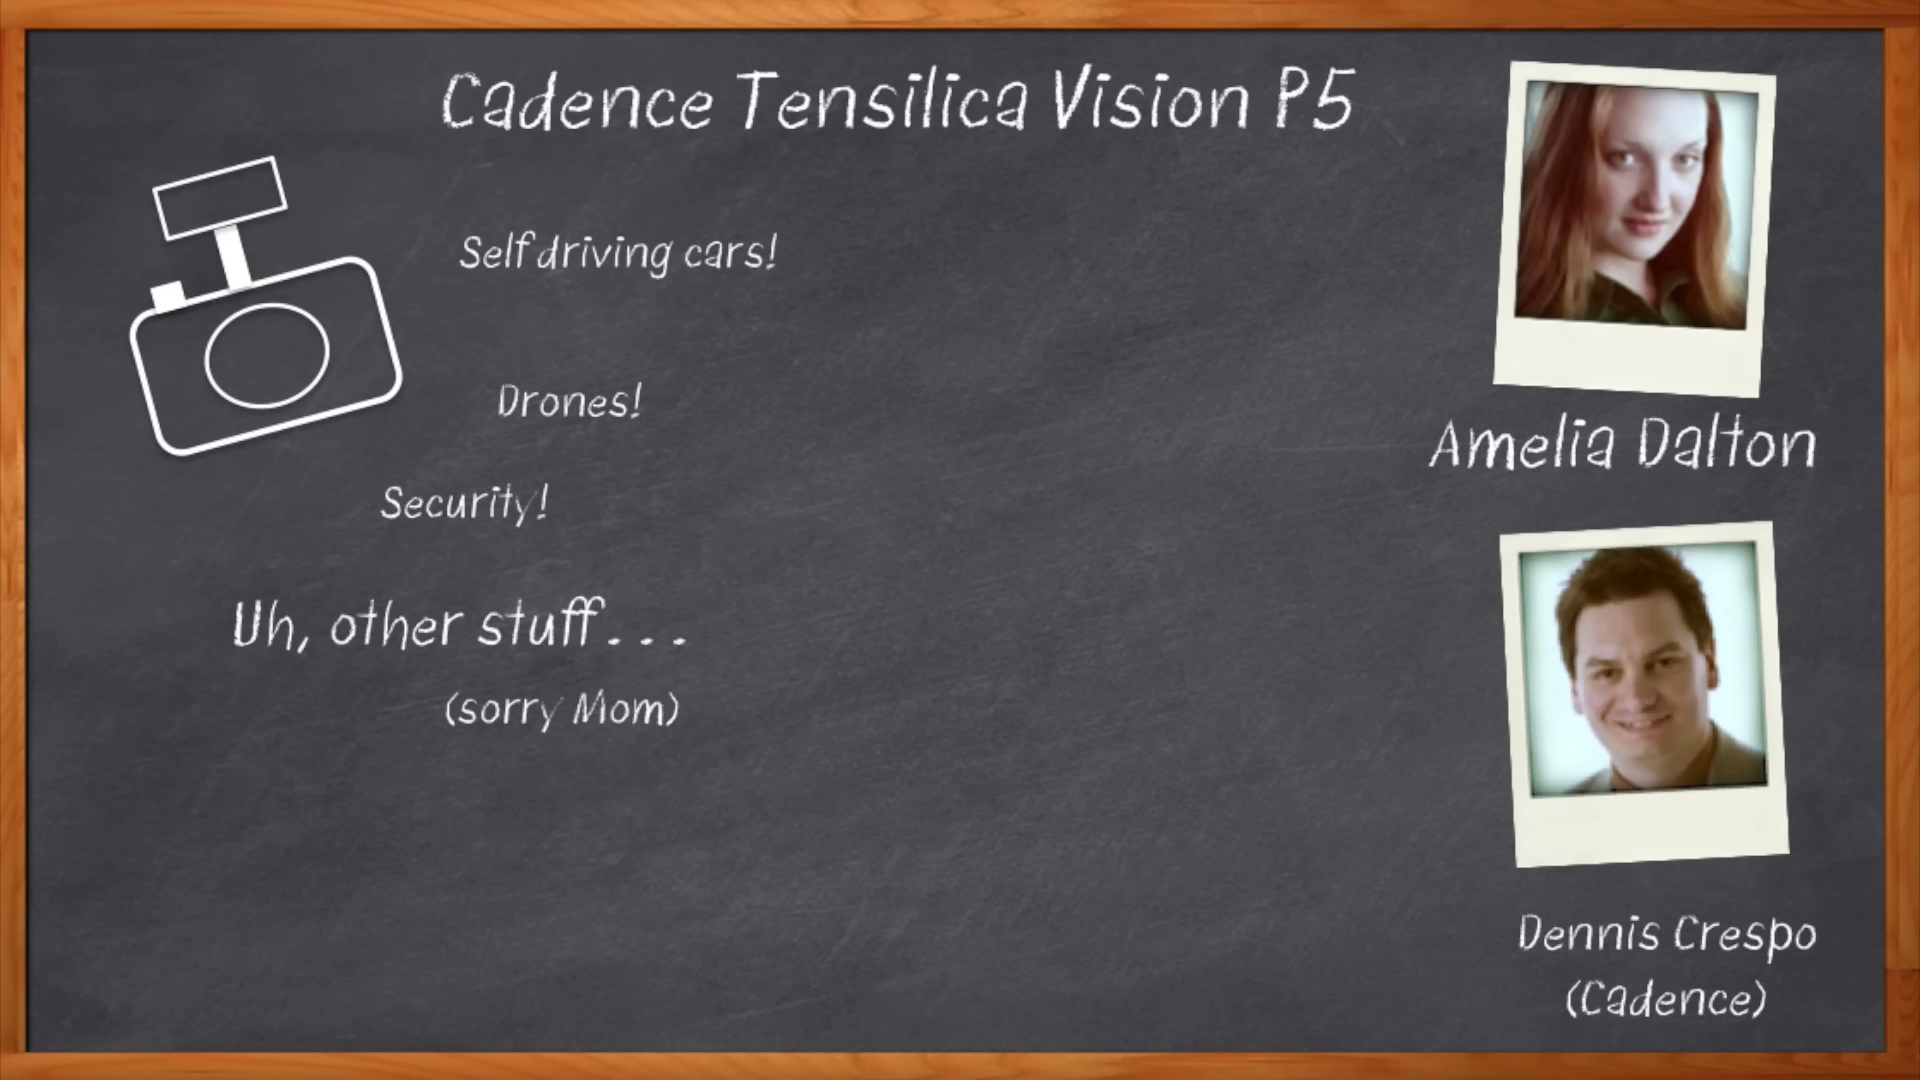 Cadence Tensilica Vision P5
Self driving cars!
Drones!
Security!
Uh, other stuff...
(sorry Mom)
Amelia Dalton
Dennis Crespo
(Cadence)